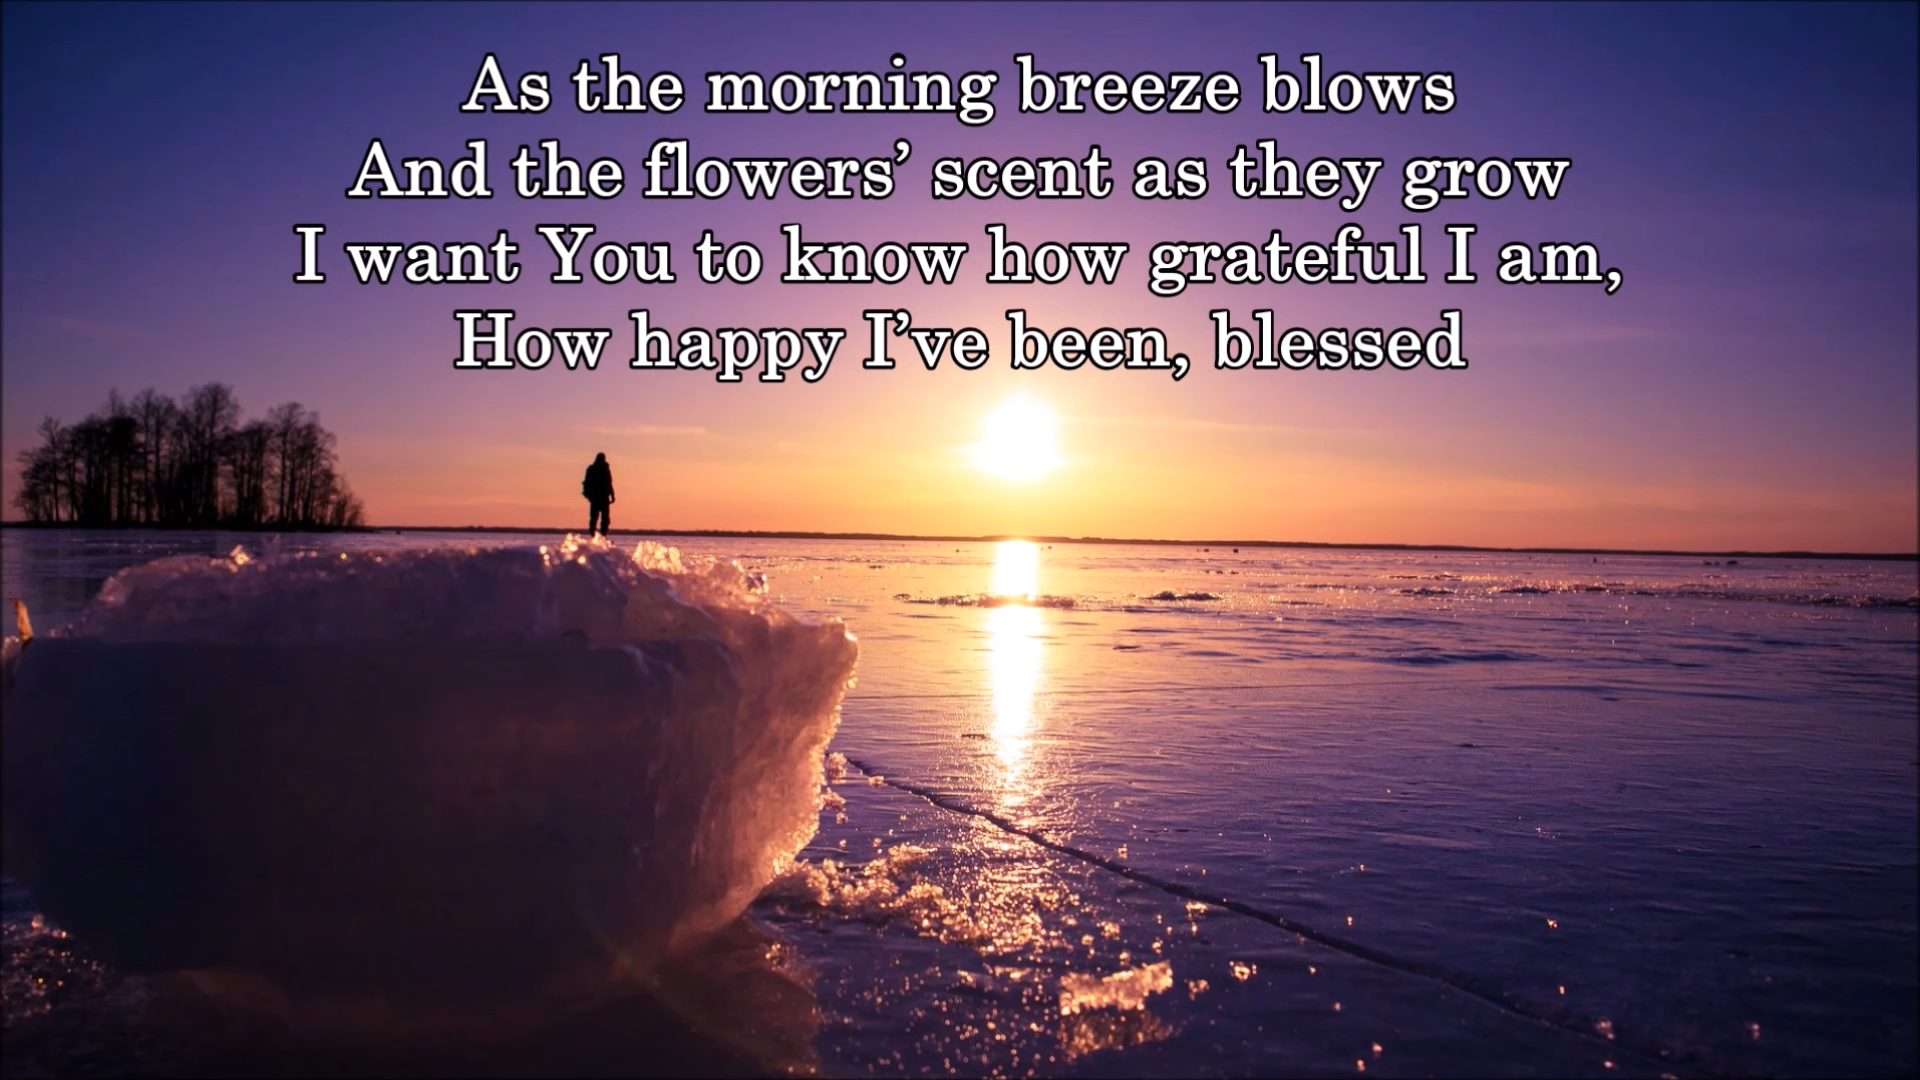 As the morning breeze blows
And the flowers’ scent as they grow
I want You to know how grateful I am,
How happy I’ve been, blessed